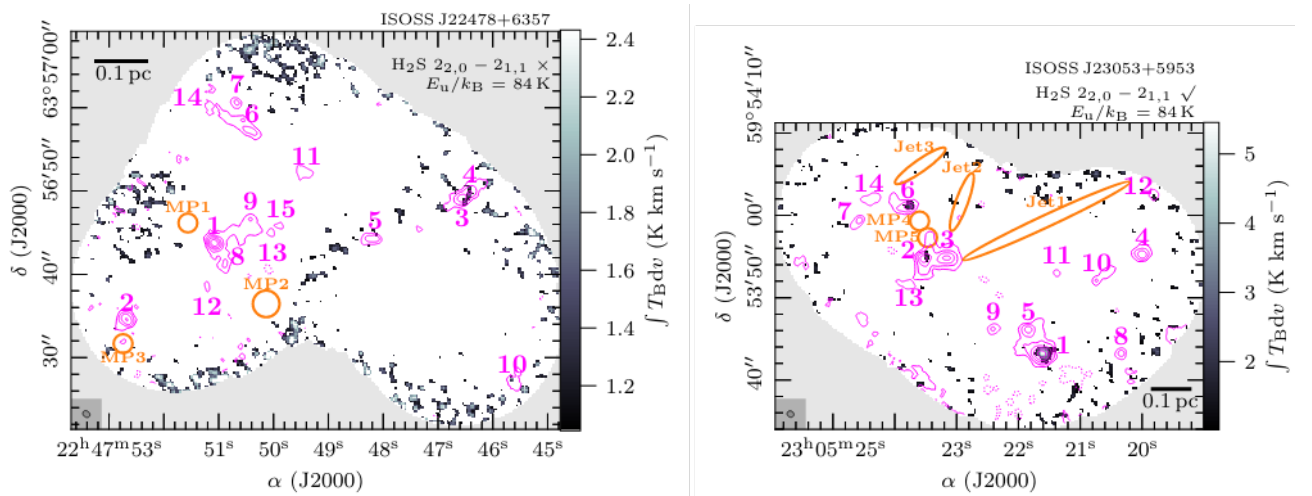 ISOSS J22478+6357
H₂S 2₂,₀ − 2₁,₁ ×
Eᵤ/k_B = 84 K
0.1 pc
7
14
6
11
4
3
MP1
9
15
5
1
13
8
MP2
2
12
MP3
10
63°57′00″
56′50″
40″
30″
δ (J2000)
22ʰ47ᵐ53ˢ
51ˢ
50ˢ
49ˢ
48ˢ
47ˢ
46ˢ
45ˢ
α (J2000)
2.4
2.2
2.0
1.8
1.6
1.4
1.2
∫ T_B dv (K km s⁻¹)
ISOSS J23053+5953
H₂S 2₂,₀ − 2₁,₁ √
Eᵤ/k_B = 84 K
Jet3
Jet2
Jet1
12
14
6
7
MP4
MP5
2
3
4
11
10
13
9
5
1
8
0.1 pc
59°54′10″
00″
53′50″
40″
δ (J2000)
23ʰ05ᵐ25ˢ
23ˢ
22ˢ
21ˢ
20ˢ
α (J2000)
5
4
3
2
∫ T_B dv (K km s⁻¹)